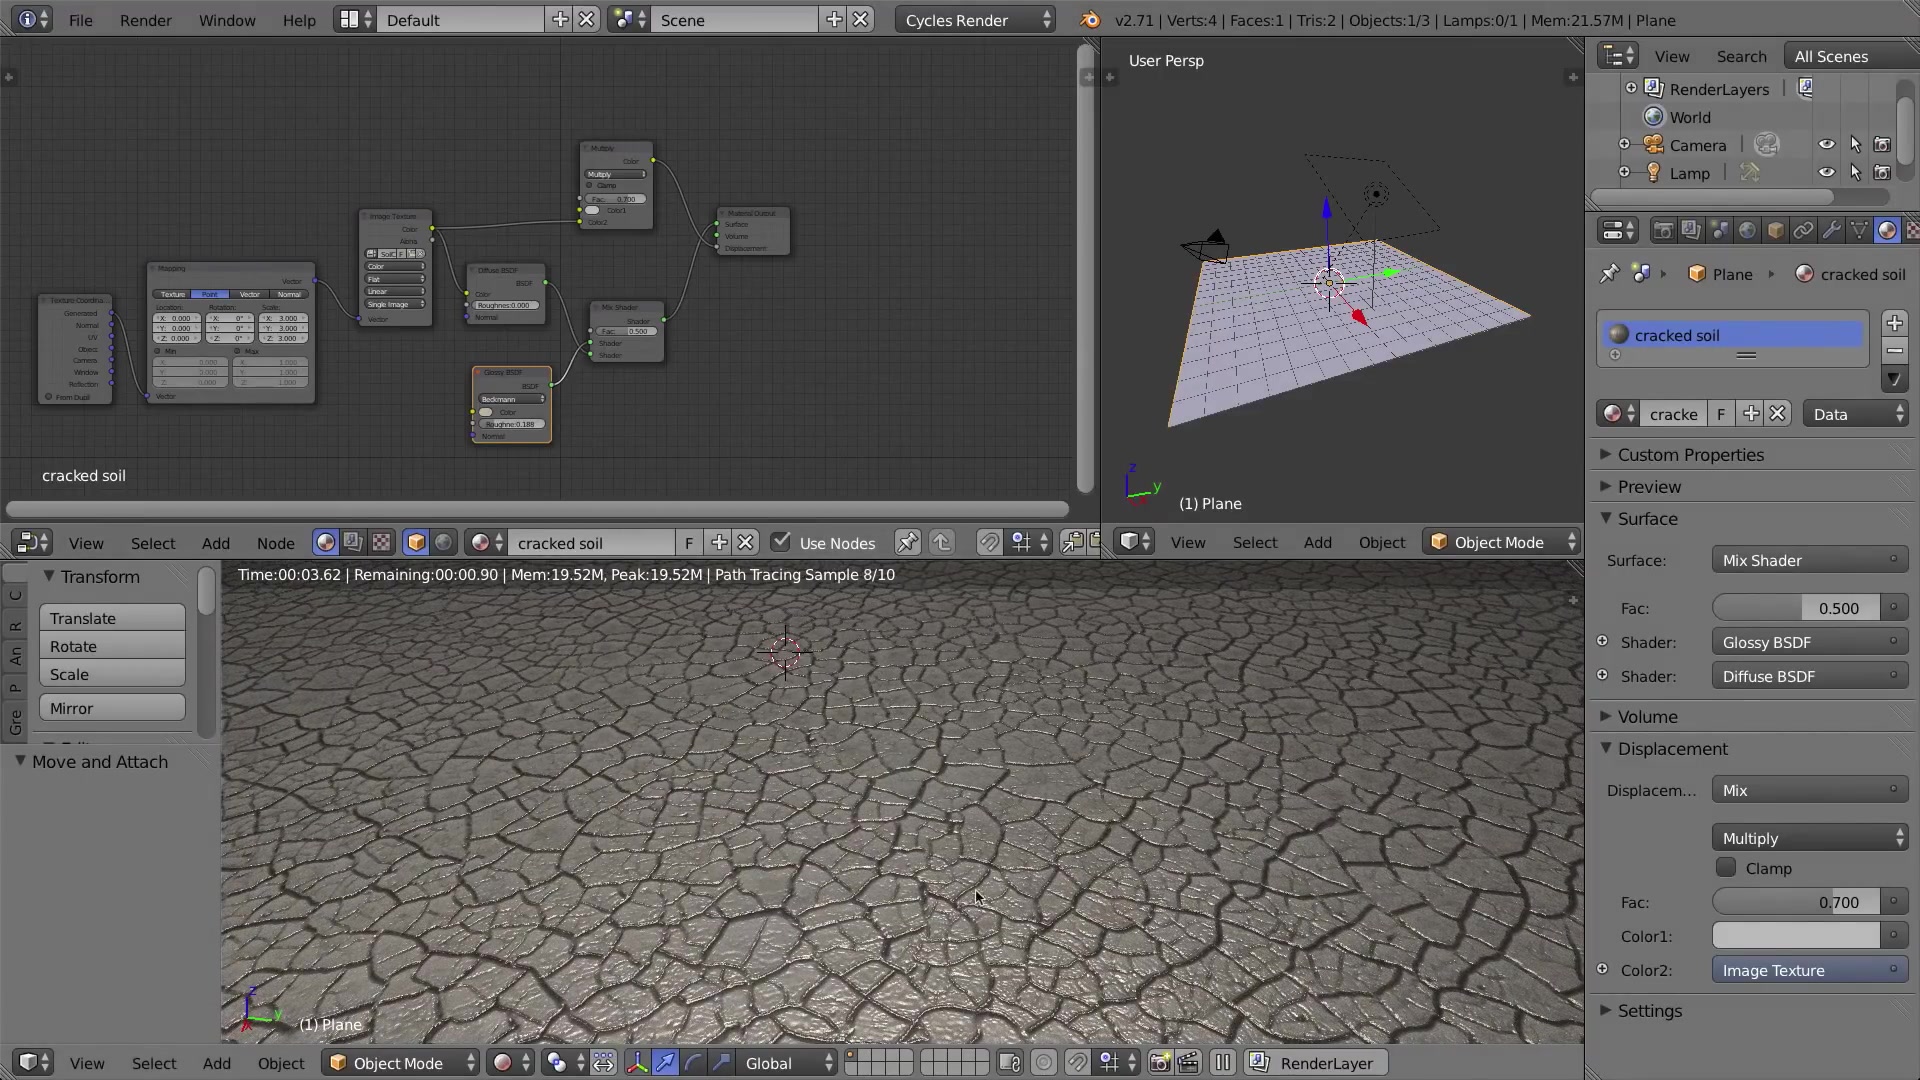 File Render Window Help Default Scene Cycles Render v2.71 | Verts:4 | Faces:1 | Tris:2 | Objects:1/3 | Lamps:0/1 | Mem:21.57M | Plane
Multiply
Color
Multiply
Clamp
Fac: 0.700
Color1
Color2
Material Output
Surface
Volume
Displacement
Image Texture
Color
Alpha
Color
Flat
Linear
Single Image
Vector
Diffuse BSDF
BSDF
Color
Roughnes:0.000
Normal
Mix Shader
Shader
Fac: 0.500
Shader
Shader
Mapping
Vector
Texture Point Vector Normal
Location: Rotation: Scale:
X: 0.000 X: 0° X: 3.000
Y: 0.000 Y: 0° Y: 3.000
Z: 0.000 Z: 0° Z: 3.000
Min Max
X: 0.000 X: 1.000
Y: 0.000 Y: 1.000
Z: 0.000 Z: 1.000
Vector
Texture Coordina
Generated
Normal
UV
Object
Camera
Window
Reflection
From Dupli
Glossy BSDF
BSDF
Beckmann
Color
Roughne:0.188
Normal
cracked soil
View Select Add Node cracked soil F Use Nodes
User Persp
z
y
(1) Plane
View Select Add Object Object Mode
View Search All Scenes
RenderLayers
World
Camera
Lamp
Plane cracked soil
cracked soil
cracke F Data
Custom Properties
Preview
Surface
Surface: Mix Shader
Fac: 0.500
Shader: Glossy BSDF
Shader: Diffuse BSDF
Volume
Displacement
Displacem... Mix
Multiply
Clamp
Fac: 0.700
Color1:
Color2: Image Texture
Settings
C
R
An
P
Gre
Transform
Translate
Rotate
Scale
Mirror
Move and Attach
Time:00:03.62 | Remaining:00:00.90 | Mem:19.52M, Peak:19.52M | Path Tracing Sample 8/10
z
y
(1) Plane
View Select Add Object Object Mode Global RenderLayer